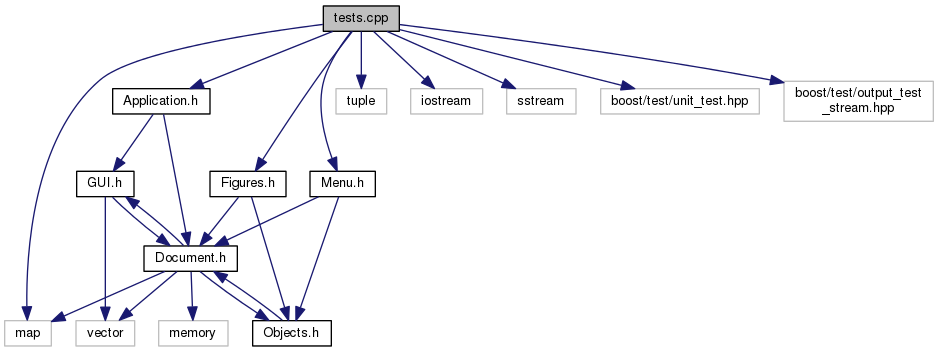 tests.cpp
Application.h
tuple
iostream
sstream
boost/test/unit_test.hpp
boost/test/output_test
_stream.hpp
GUI.h
Figures.h
Menu.h
Document.h
map
vector
memory
Objects.h